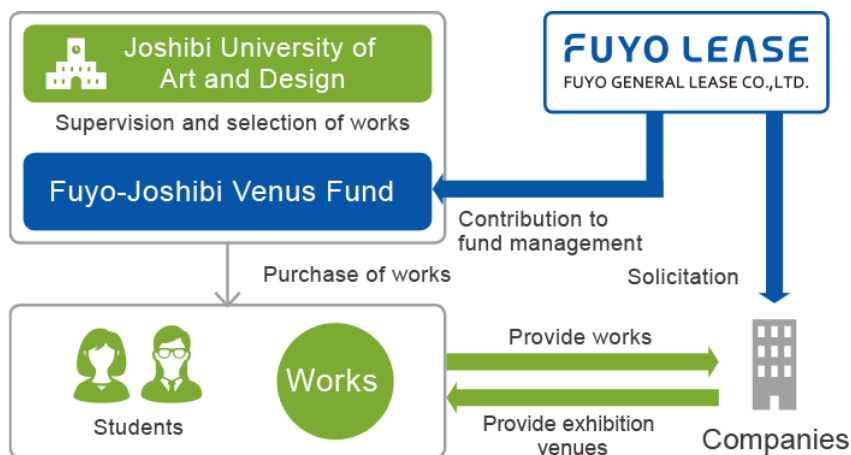 Joshibi University of
Art and Design
Supervision and selection of works
Fuyo-Joshibi Venus Fund
FUYO LEASE
FUYO GENERAL LEASE CO.,LTD.
Contribution to
fund management
Solicitation
Purchase of works
Students
Works
Provide works
Provide exhibition
venues
Companies